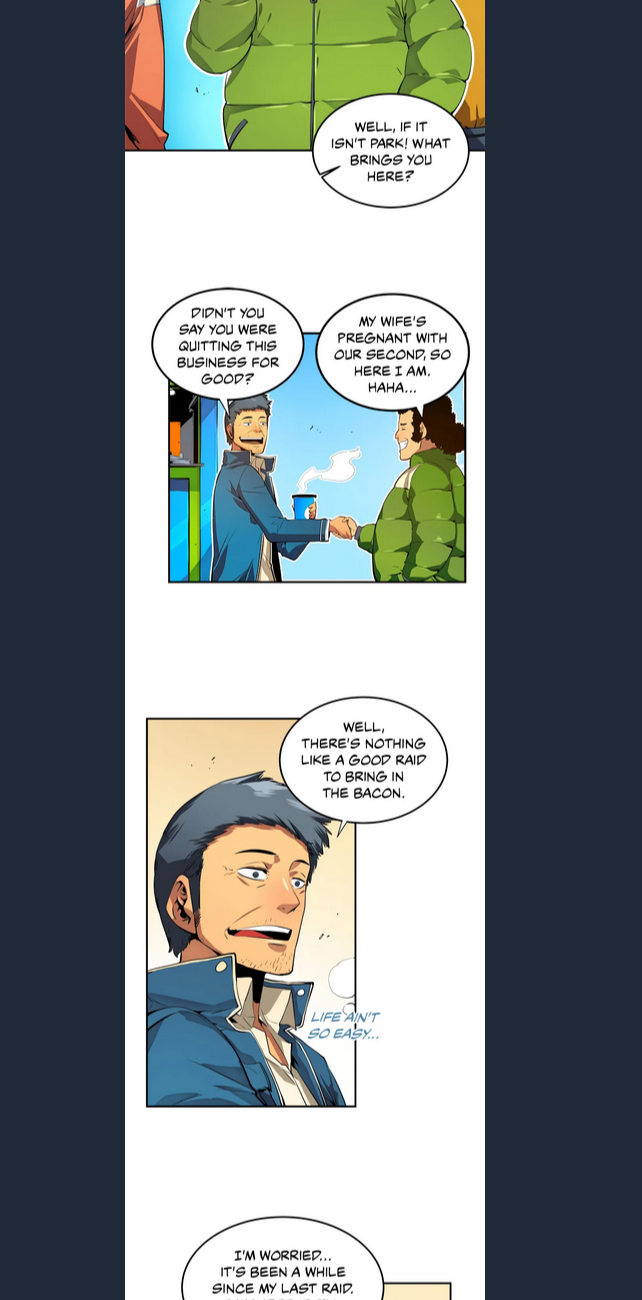 WELL, IF IT
ISN'T PARK! WHAT
BRINGS YOU
HERE?
DIDN'T YOU
SAY YOU WERE
QUITTING THIS
BUSINESS FOR
GOOD?
MY WIFE'S
PREGNANT WITH
OUR SECOND, SO
HERE I AM.
HAHA...
WELL,
THERE'S NOTHING
LIKE A GOOD RAID
TO BRING IN
THE BACON.
LIFE AIN'T
SO EASY...
I'M WORRIED...
IT'S BEEN A WHILE
SINCE MY LAST RAID.